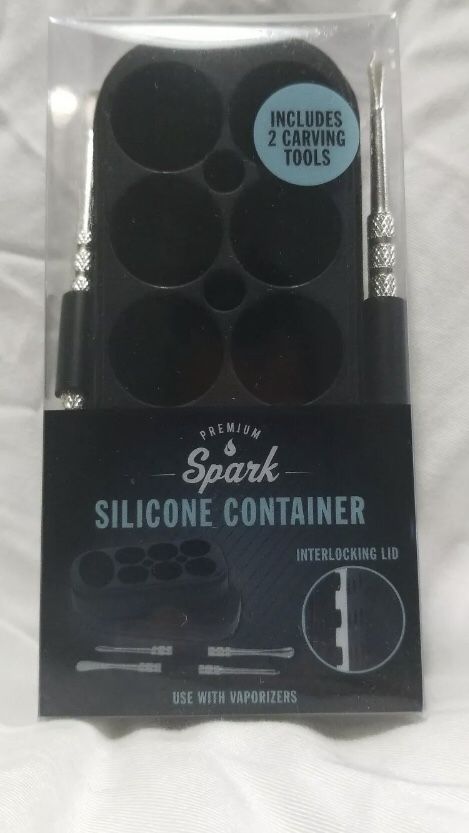 INCLUDES
2 CARVING
TOOLS
PREMIUM
Spark
SILICONE CONTAINER
INTERLOCKING LID
USE WITH VAPORIZERS